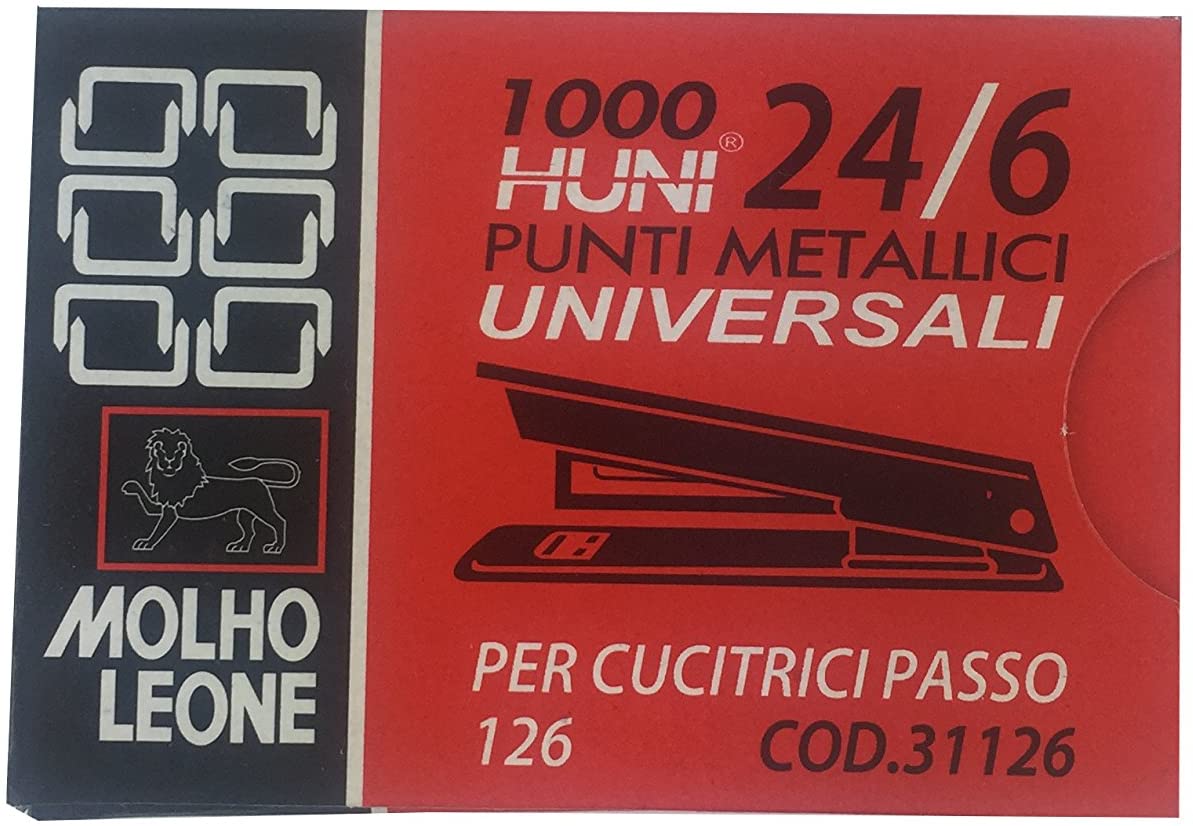 1000
HUNI®
24/6
PUNTI METALLICI
UNIVERSALI
MOLHO
LEONE
PER CUCITRICI PASSO
126
COD.31126